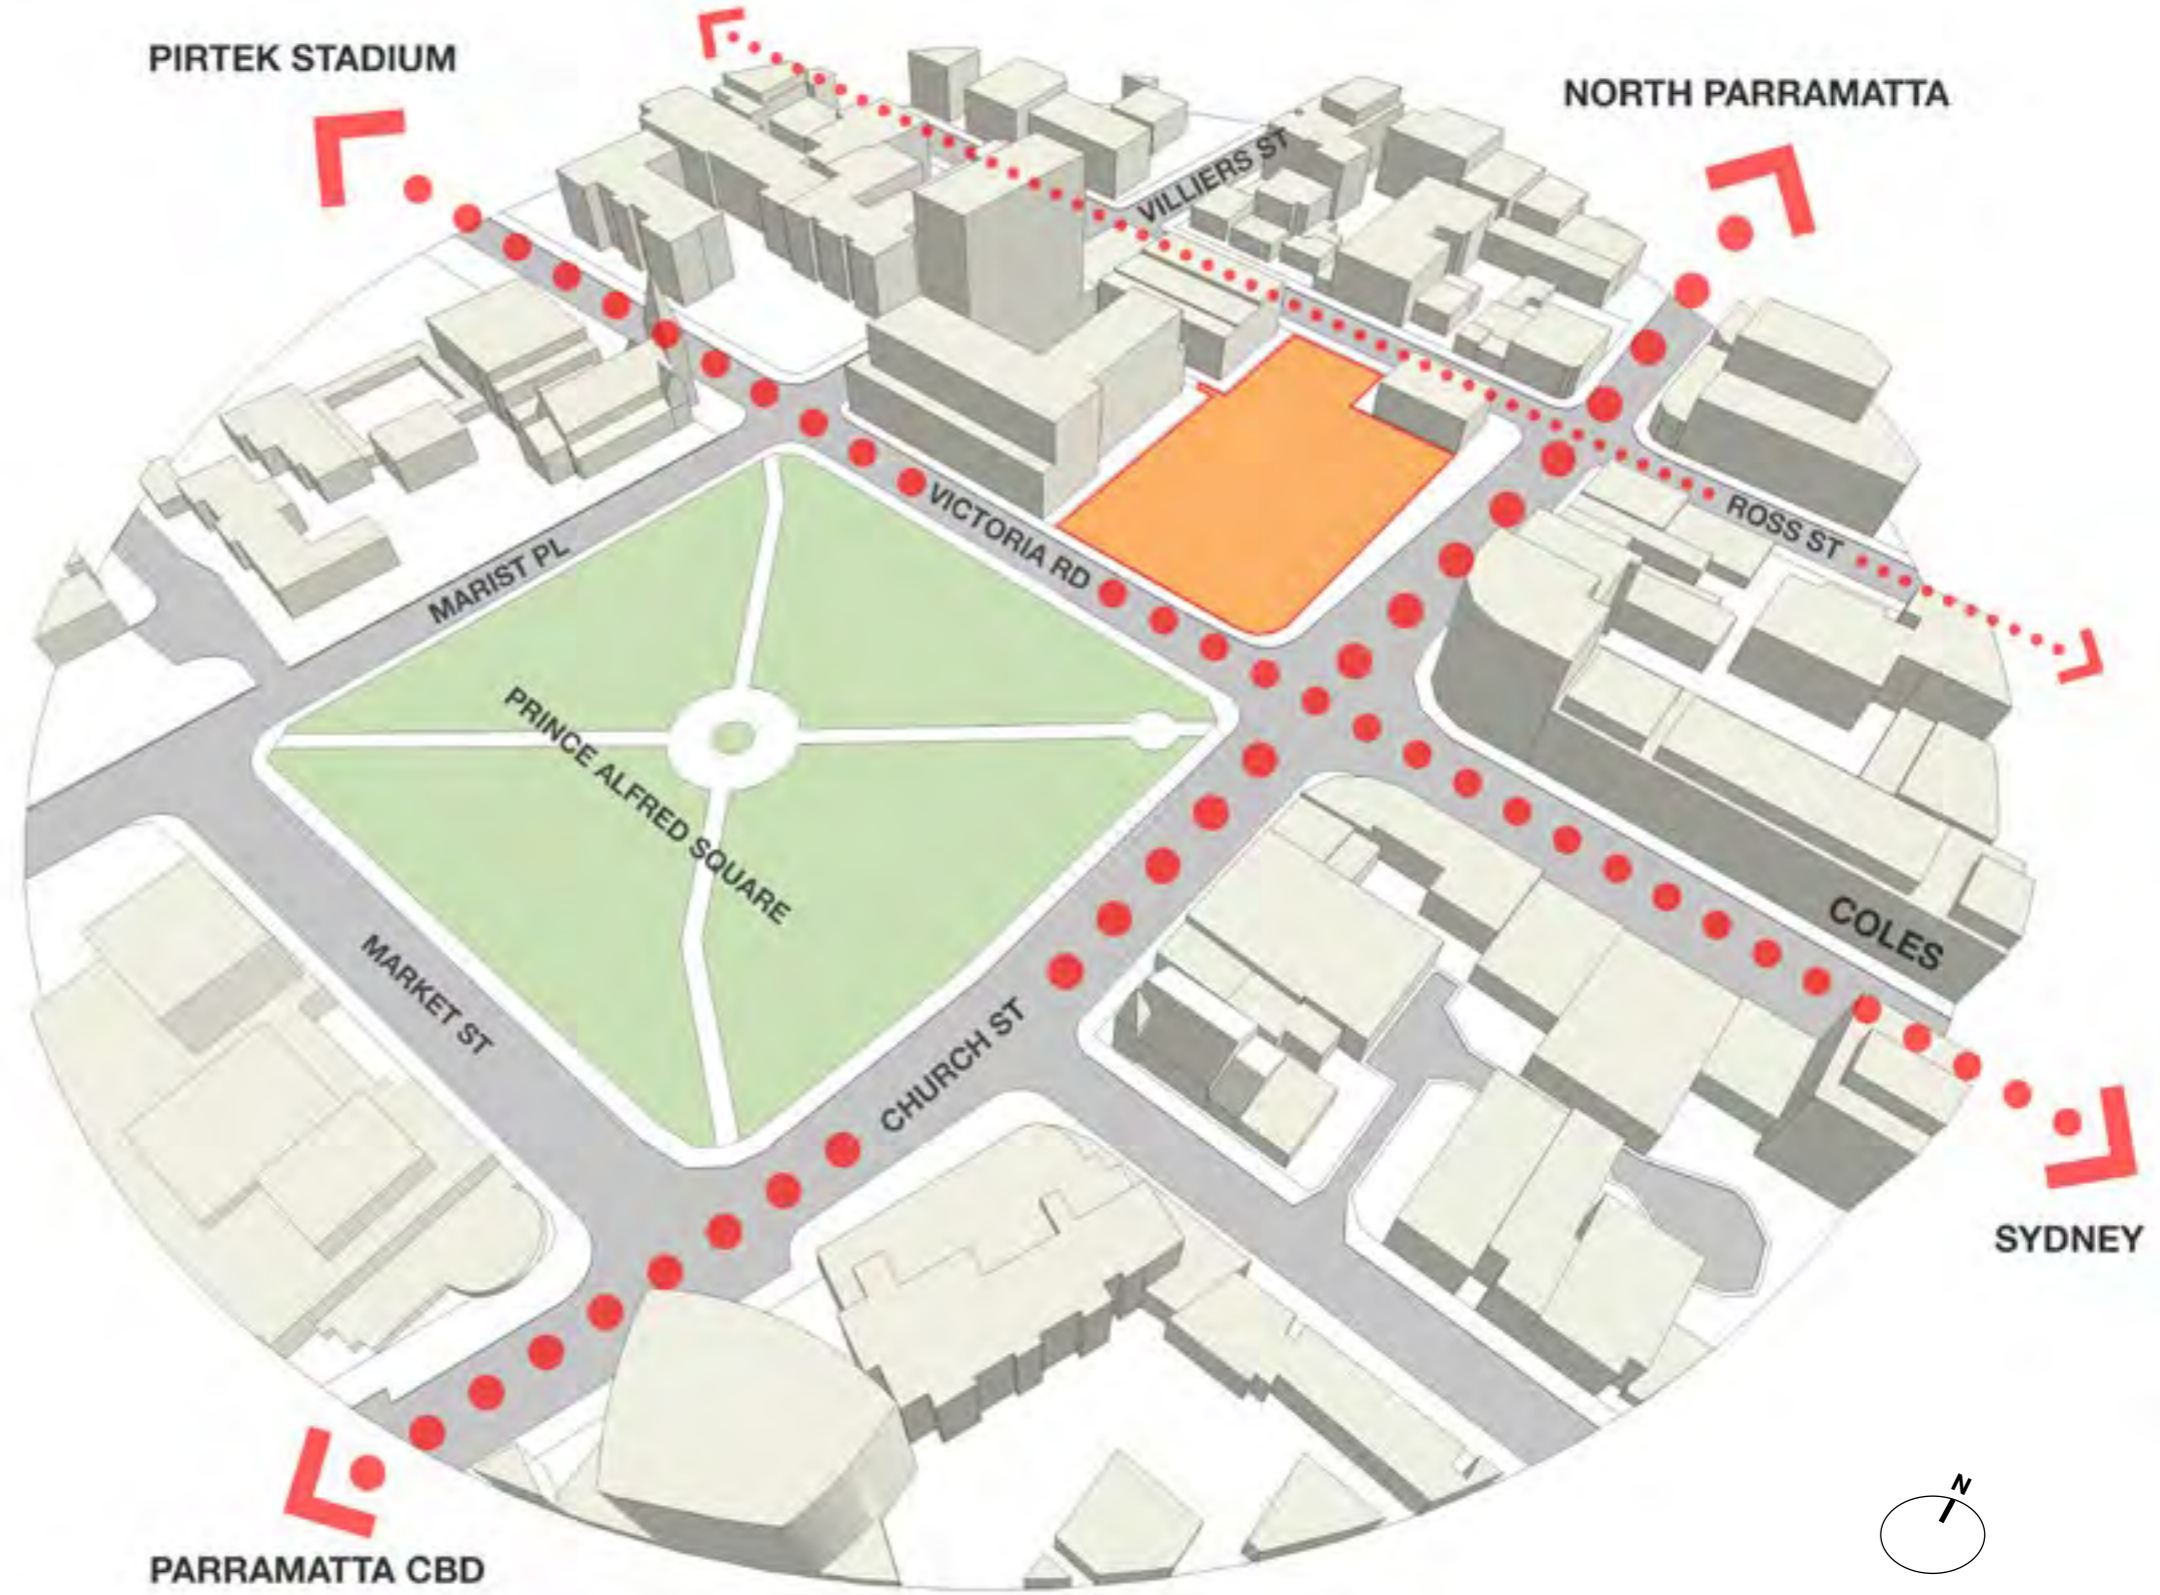 PIRTEK STADIUM
NORTH PARRAMATTA
VILLIERS ST
VICTORIA RD
ROSS ST
MARIST PL
PRINCE ALFRED SQUARE
COLES
MARKET ST
CHURCH ST
SYDNEY
N
PARRAMATTA CBD